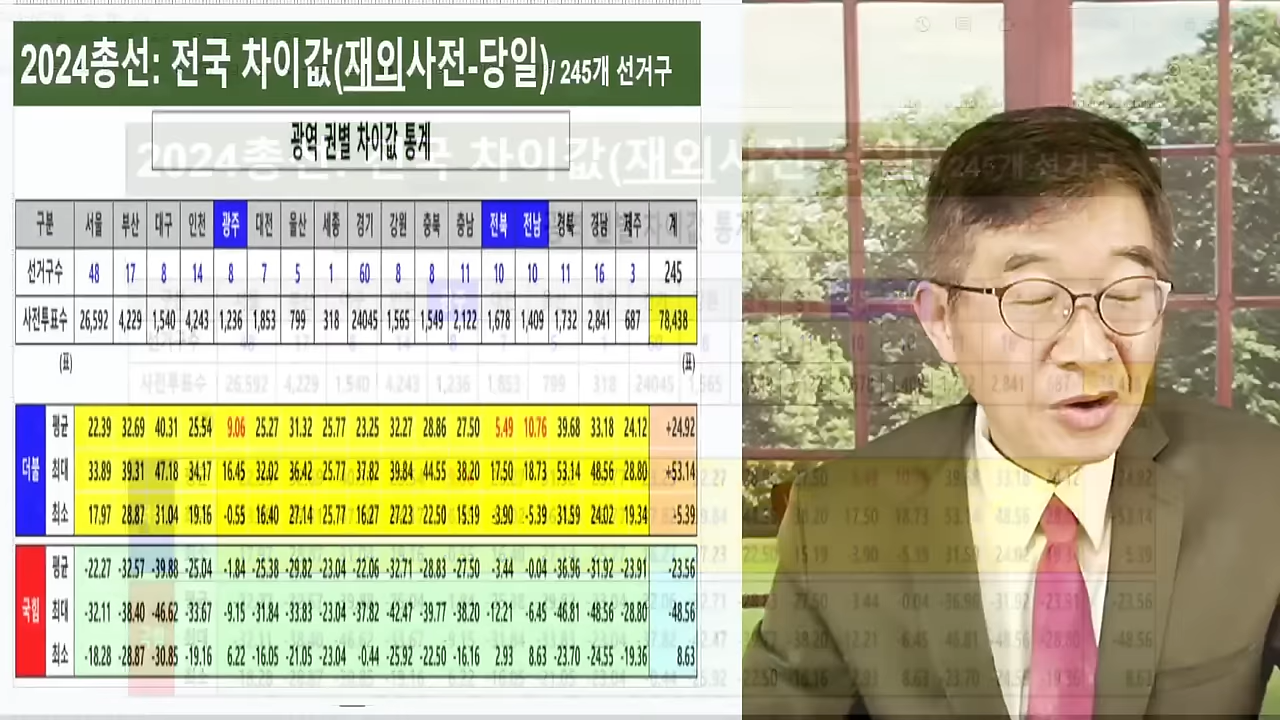 2024총선: 전국 차이값(재외사전-당일)/ 245개 선거구
광역 권별 차이값 통계
구분 서울 부산 대구 인천 광주 대전 울산 세종 경기 강원 충북 충남 전북 전남 경북 경남 제주 계
선거구수 48 17 8 14 8 7 5 1 60 8 8 11 10 10 11 16 3 245
사전투표수 26,592 4,229 1,540 4,243 1,236 1,853 799 318 24045 1,565 1,549 2,122 1,678 1,409 1,732 2,841 687 78,438
(표) (표)
더불
평균 22.39 32.69 40.31 25.54 9.06 25.27 31.32 25.77 23.25 32.27 28.86 27.50 5.49 10.76 39.68 33.18 24.12 +24.92
최대 33.89 39.31 47.18 34.17 16.45 32.02 36.42 25.77 37.82 39.84 44.55 38.20 17.50 18.73 53.14 48.56 28.80 +53.14
최소 17.97 28.87 31.04 19.16 -0.55 16.40 27.14 25.77 16.27 27.23 22.50 15.19 -3.90 -5.39 31.59 24.02 19.34 -5.39
국힘
평균 -22.27 -32.57 -39.88 -25.04 -1.84 -25.38 -29.82 -23.04 -22.06 -32.71 -28.83 -27.50 -3.44 -0.04 -36.96 -31.92 -23.91 -23.56
최대 -32.11 -38.40 -46.62 -33.67 -9.15 -31.84 -33.83 -23.04 -37.82 -42.47 -39.77 -38.20 -12.21 -6.45 -46.81 -48.56 -28.80 -48.56
최소 -18.28 -28.87 -30.85 -19.16 6.22 -16.05 -21.05 -23.04 -0.44 -25.92 -22.50 -16.16 2.93 8.63 -23.70 -24.55 -19.36 8.63